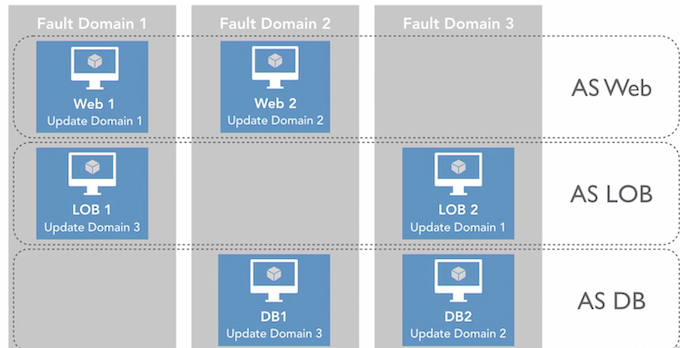 Fault Domain 1
Fault Domain 2
Fault Domain 3
Web 1
Update Domain 1
Web 2
Update Domain 2
AS Web
LOB 1
Update Domain 3
LOB 2
Update Domain 1
AS LOB
DB1
Update Domain 3
DB2
Update Domain 2
AS DB